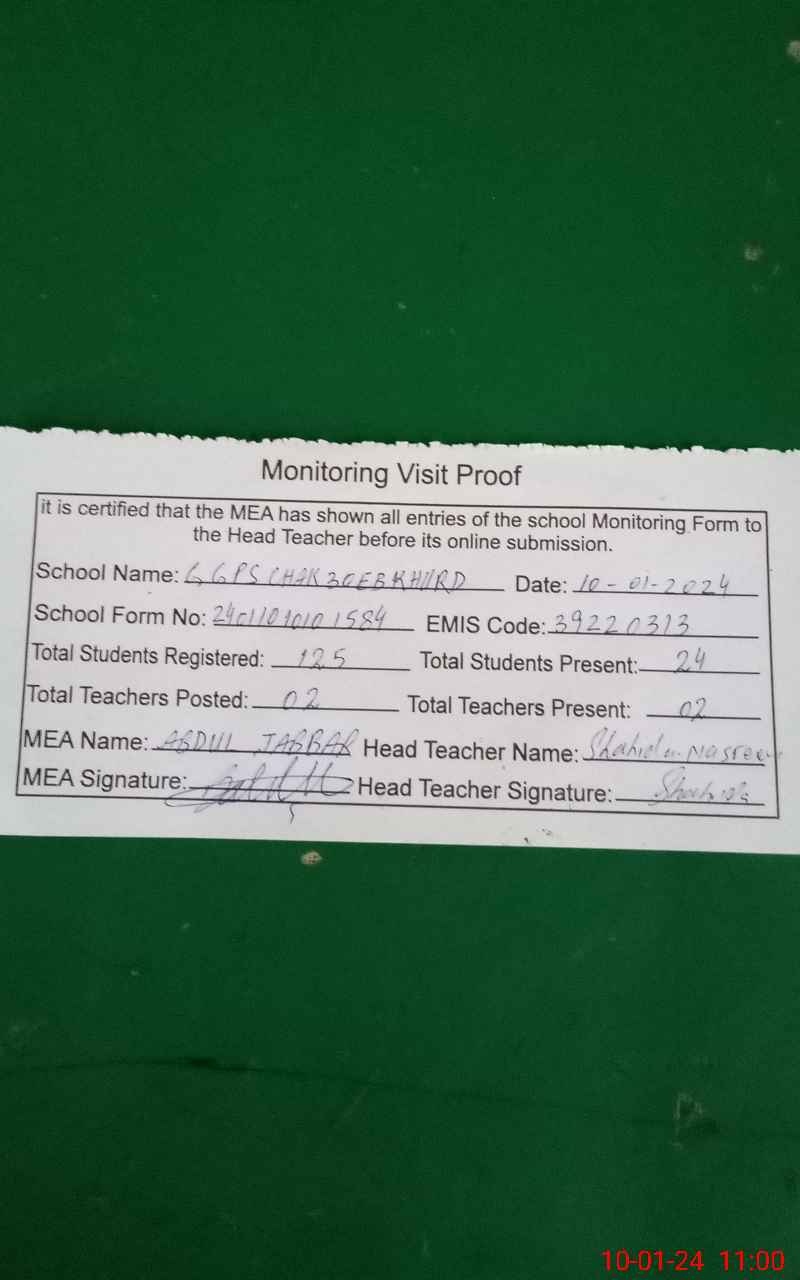 Monitoring Visit Proof
it is certified that the MEA has shown all entries of the school Monitoring Form to
the Head Teacher before its online submission.
School Name: GGPS CHAK 30EB KHURD Date: 10-01-2024
School Form No: EMIS Code: 39220313
Total Students Registered: 125 Total Students Present: 24
Total Teachers Posted: 02 Total Teachers Present: 02
MEA Name: ABDUL JABBAR Head Teacher Name: Shahida Nasreen
MEA Signature: Head Teacher Signature:
10-01-24 11:00